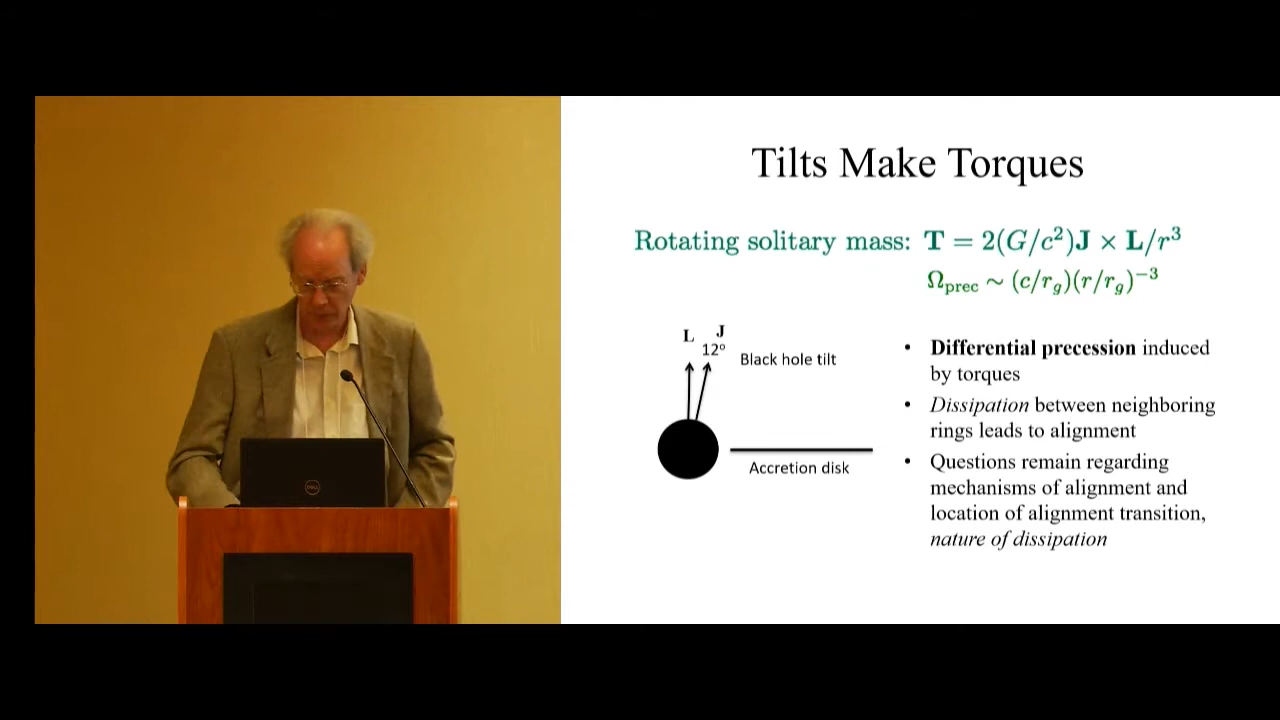 Tilts Make Torques
Rotating solitary mass: T = 2(G/c²)J × L/r³
Ω_prec ∼ (c/r_g)(r/r_g)⁻³
L J
12º
Black hole tilt
Accretion disk
• Differential precession induced
by torques
• Dissipation between neighboring
rings leads to alignment
• Questions remain regarding
mechanisms of alignment and
location of alignment transition,
nature of dissipation
DELL